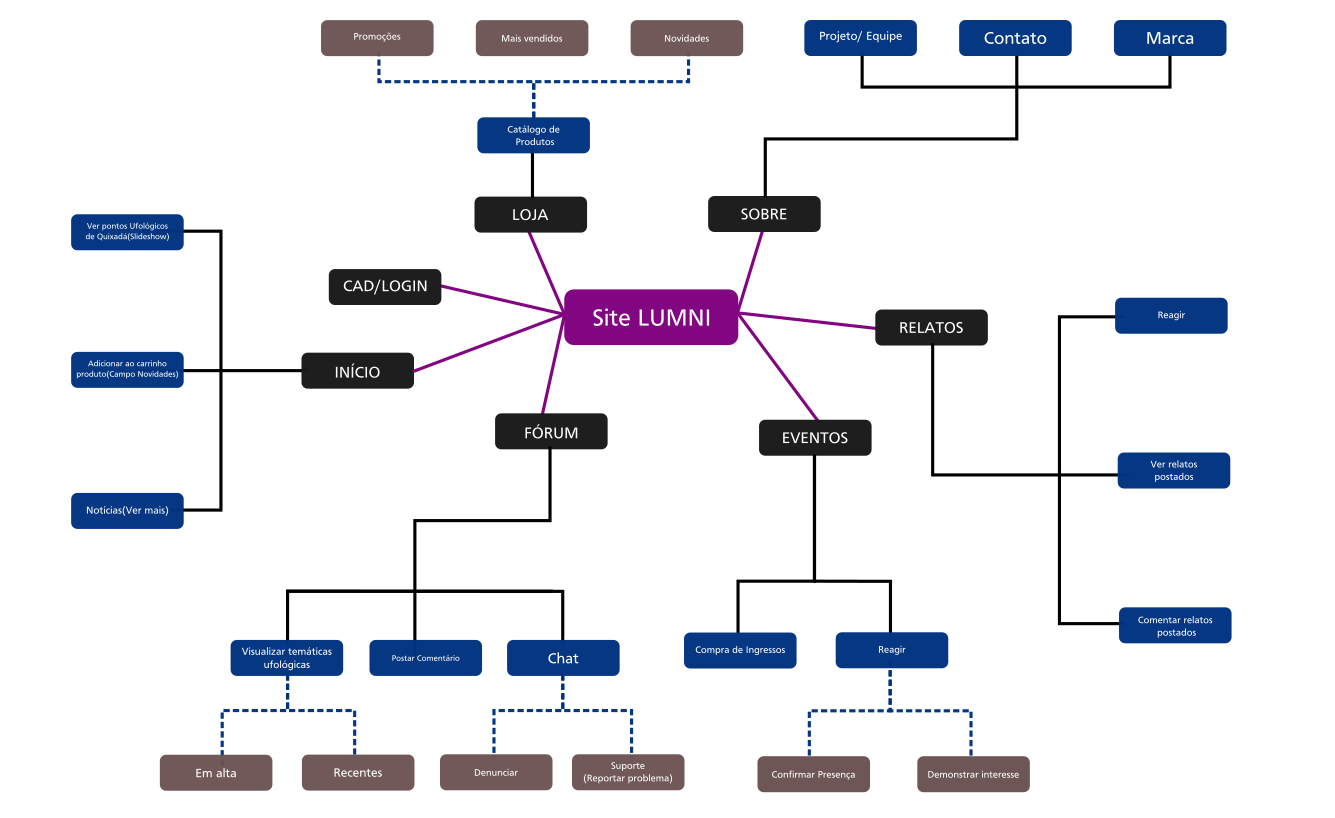 Promoções
Mais vendidos
Novidades
Projeto/ Equipe
Contato
Marca
Catálogo de
Produtos
LOJA
SOBRE
Ver pontos Ufológicos
de Quixadá(Slideshow)
CAD/LOGIN
Site LUMNI
RELATOS
Reagir
Adicionar ao carrinho
produto(Campo Novidades)
INÍCIO
FÓRUM
EVENTOS
Ver relatos
postados
Notícias(Ver mais)
Comentar relatos
postados
Visualizar temáticas
ufológicas
Postar Comentário
Chat
Compra de Ingressos
Reagir
Em alta
Recentes
Denunciar
Suporte
(Reportar problema)
Confirmar Presença
Demonstrar interesse